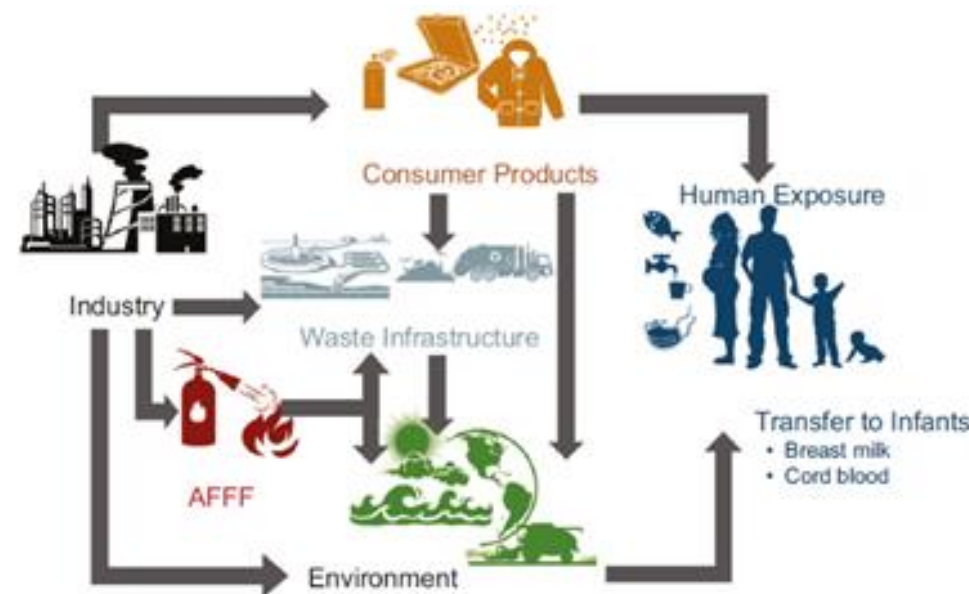 Consumer Products
Human Exposure
Industry
Waste Infrastructure
Transfer to Infants
• Breast milk
• Cord blood
AFFF
Environment